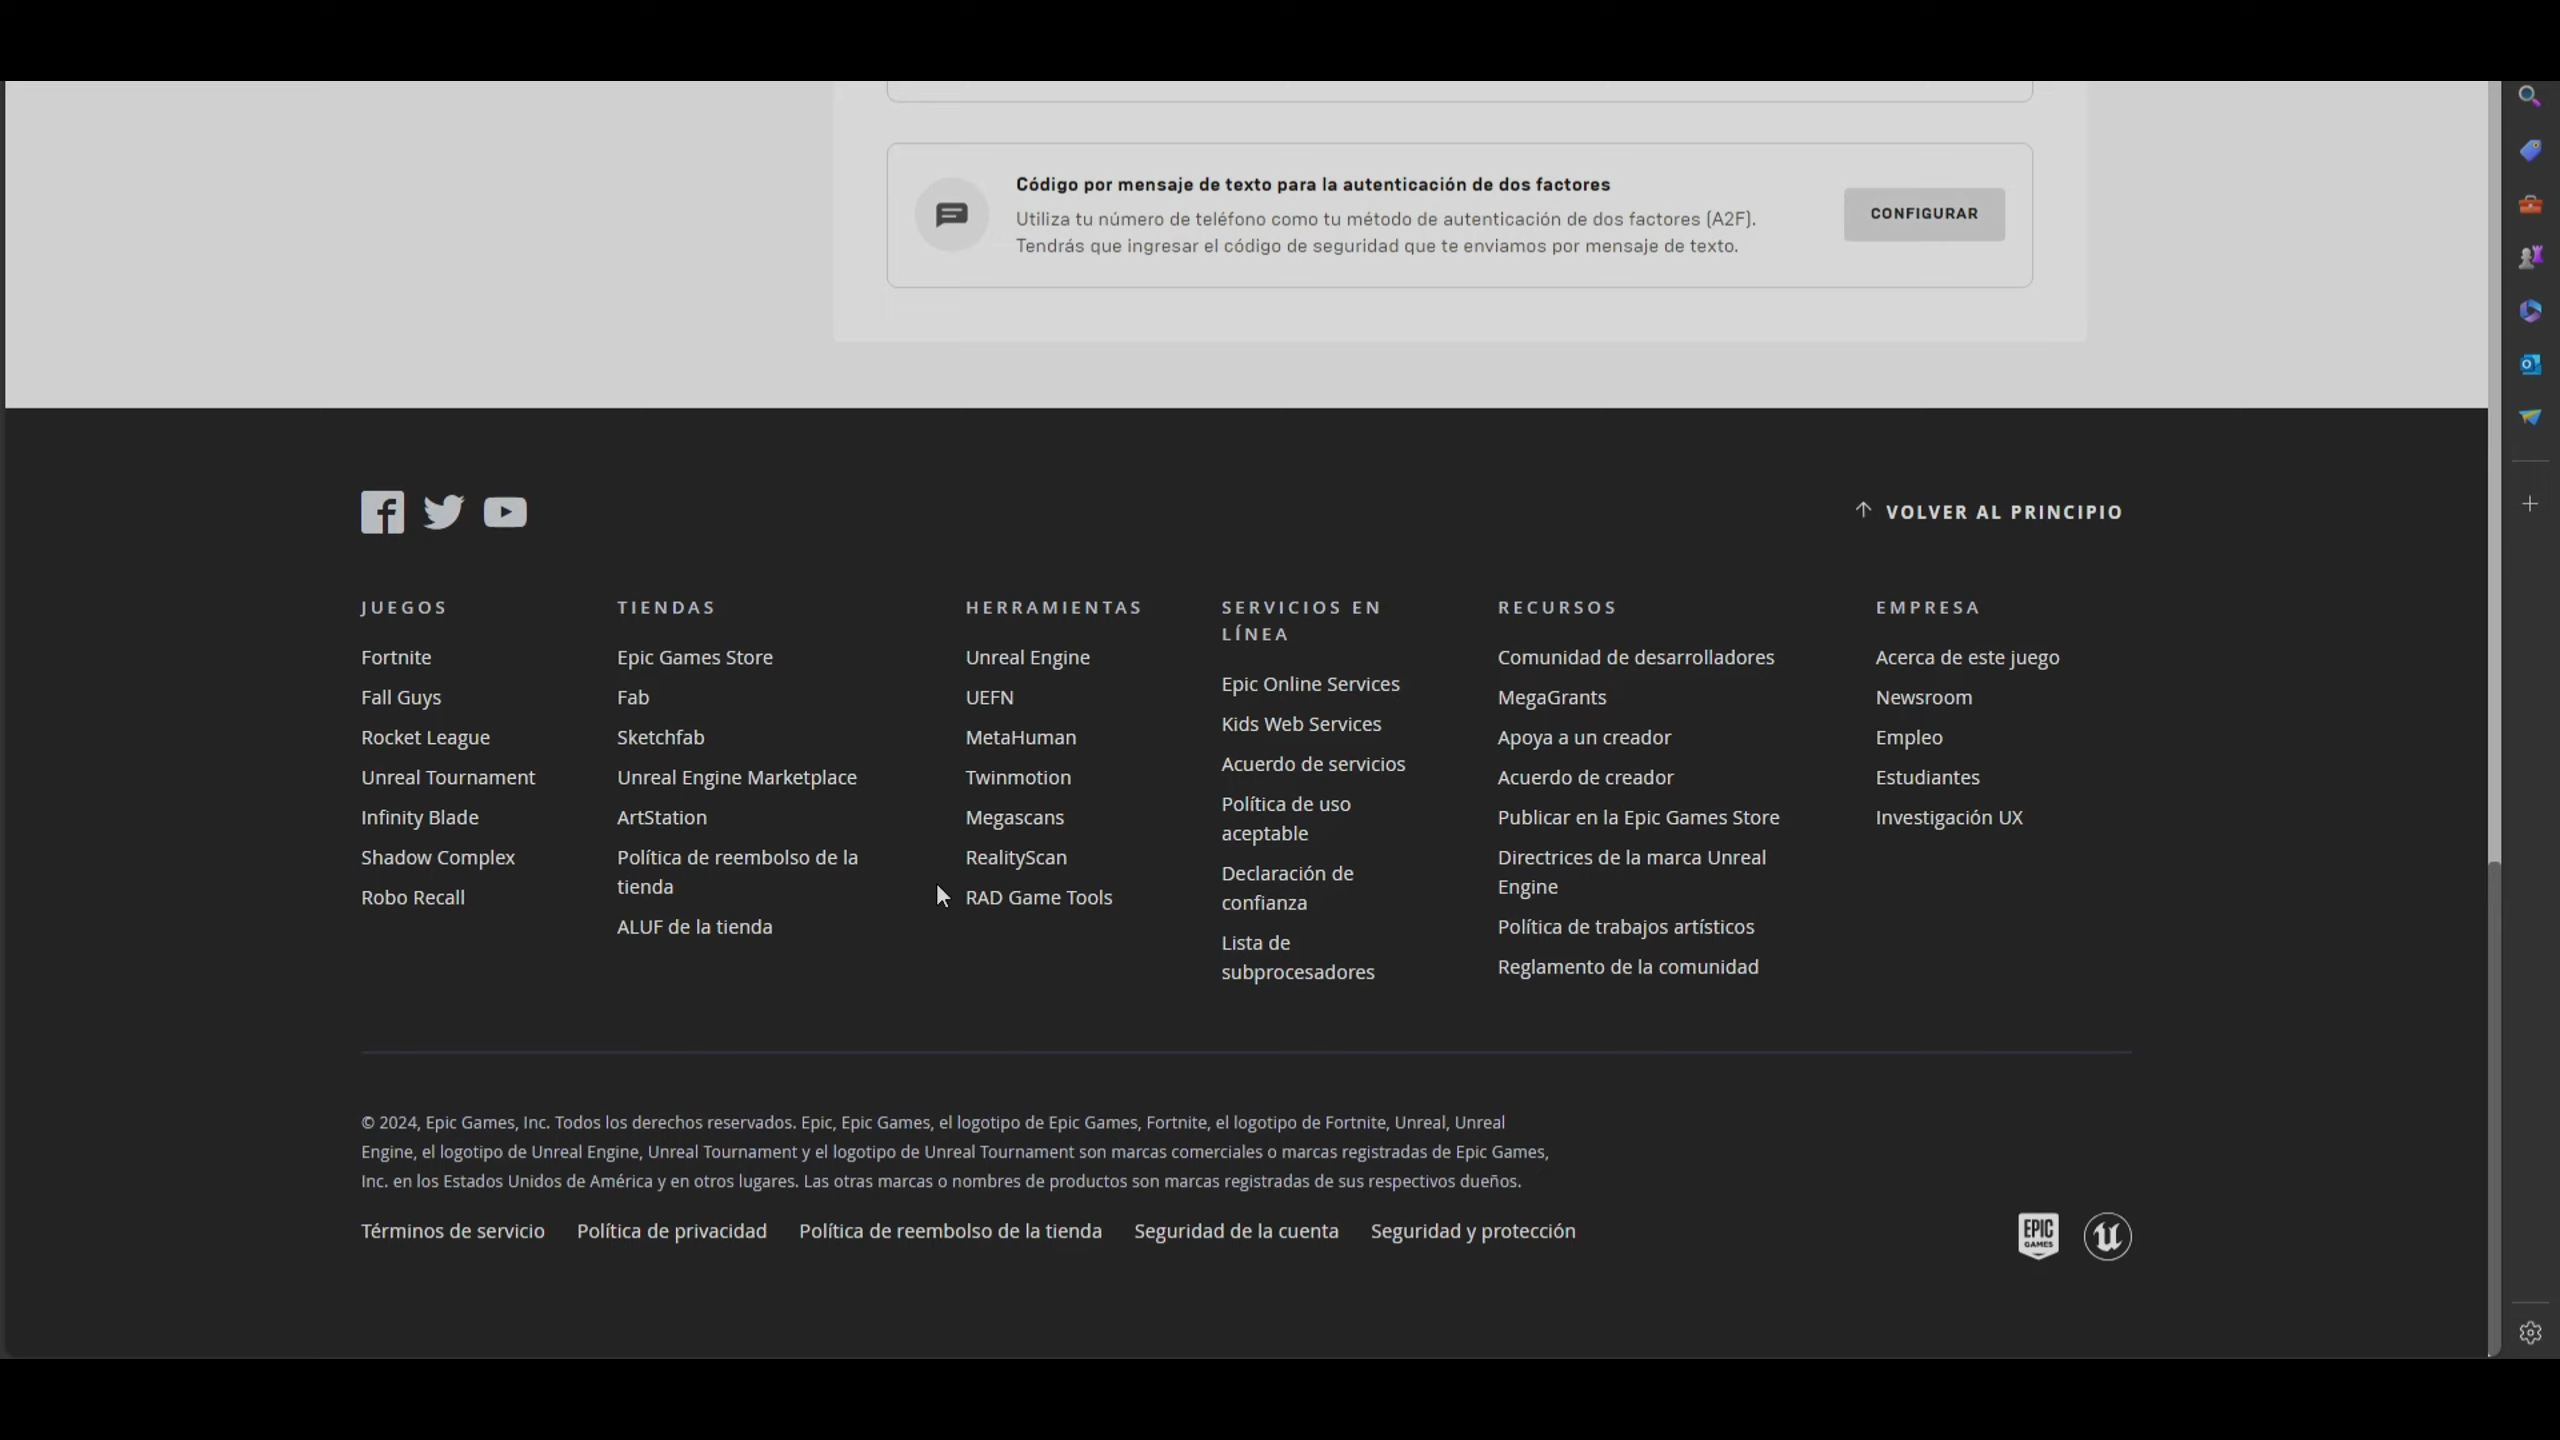 Código por mensaje de texto para la autenticación de dos factores
Utiliza tu número de teléfono como tu método de autenticación de dos factores (A2F).
Tendrás que ingresar el código de seguridad que te enviamos por mensaje de texto.
CONFIGURAR
VOLVER AL PRINCIPIO
JUEGOS
Fortnite
Fall Guys
Rocket League
Unreal Tournament
Infinity Blade
Shadow Complex
Robo Recall
TIENDAS
Epic Games Store
Fab
Sketchfab
Unreal Engine Marketplace
ArtStation
Política de reembolso de la
tienda
ALUF de la tienda
HERRAMIENTAS
Unreal Engine
UEFN
MetaHuman
Twinmotion
Megascans
RealityScan
RAD Game Tools
SERVICIOS EN
LÍNEA
Epic Online Services
Kids Web Services
Acuerdo de servicios
Política de uso
aceptable
Declaración de
confianza
Lista de
subprocesadores
RECURSOS
Comunidad de desarrolladores
MegaGrants
Apoya a un creador
Acuerdo de creador
Publicar en la Epic Games Store
Directrices de la marca Unreal
Engine
Política de trabajos artísticos
Reglamento de la comunidad
EMPRESA
Acerca de este juego
Newsroom
Empleo
Estudiantes
Investigación UX
© 2024, Epic Games, Inc. Todos los derechos reservados. Epic, Epic Games, el logotipo de Epic Games, Fortnite, el logotipo de Fortnite, Unreal, Unreal
Engine, el logotipo de Unreal Engine, Unreal Tournament y el logotipo de Unreal Tournament son marcas comerciales o marcas registradas de Epic Games,
Inc. en los Estados Unidos de América y en otros lugares. Las otras marcas o nombres de productos son marcas registradas de sus respectivos dueños.
Términos de servicio Política de privacidad Política de reembolso de la tienda Seguridad de la cuenta Seguridad y protección
EPIC
GAMES